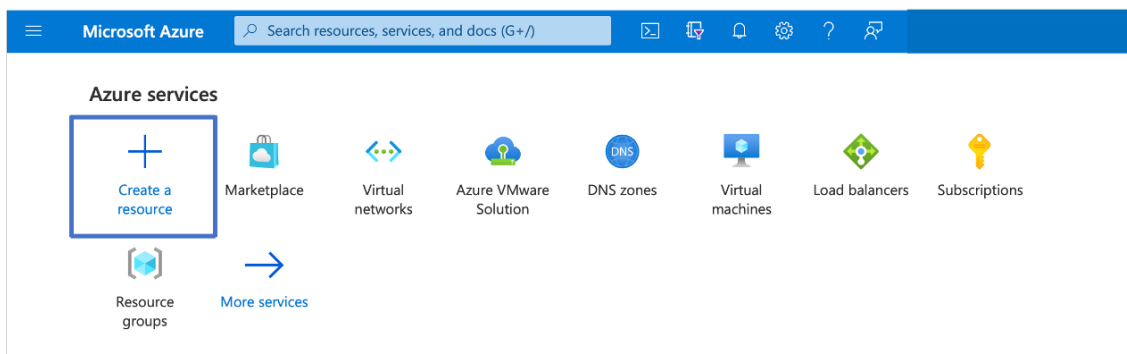 Microsoft Azure
Search resources, services, and docs (G+/)
Azure services
Create a
resource
Marketplace
Virtual
networks
Azure VMware
Solution
DNS
DNS zones
Virtual
machines
Load balancers
Subscriptions
Resource
groups
More services